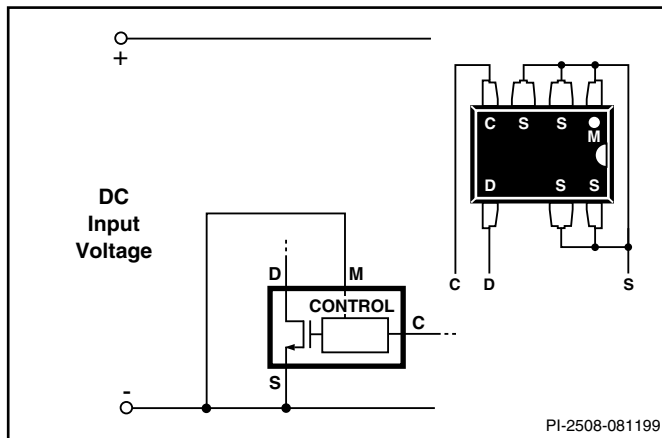 +
C S S
M
D S S
DC
Input
Voltage
C D S
D M
CONTROL
C
S
-
PI-2508-081199